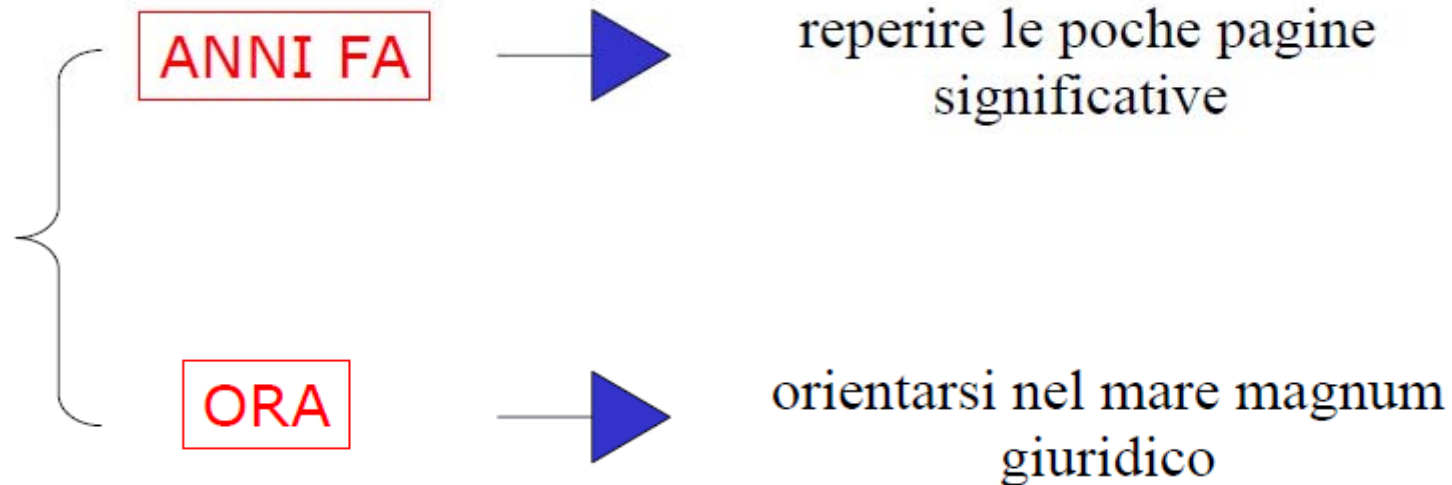 ANNI FA
reperire le poche pagine
significative
ORA
orientarsi nel mare magnum
giuridico